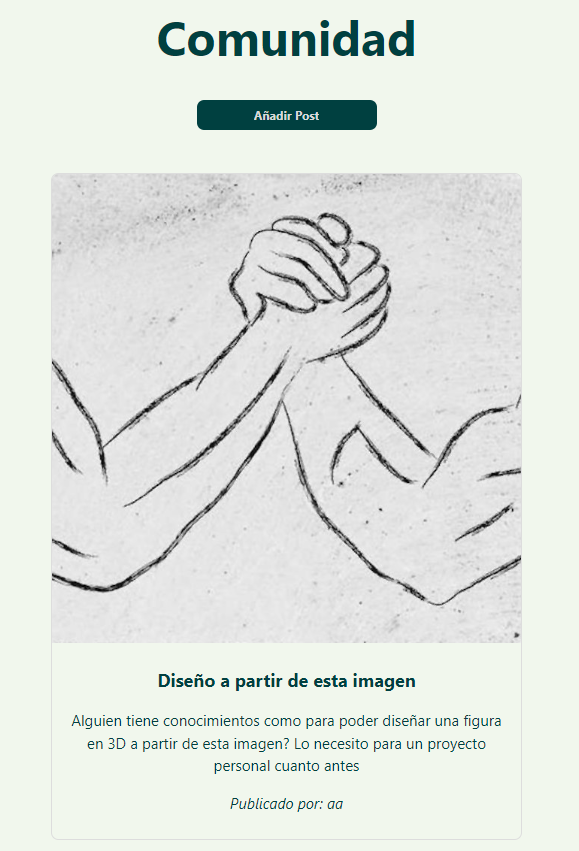 Comunidad
Añadir Post
Diseño a partir de esta imagen
Alguien tiene conocimientos como para poder diseñar una figura
en 3D a partir de esta imagen? Lo necesito para un proyecto
personal cuanto antes
Publicado por: aa